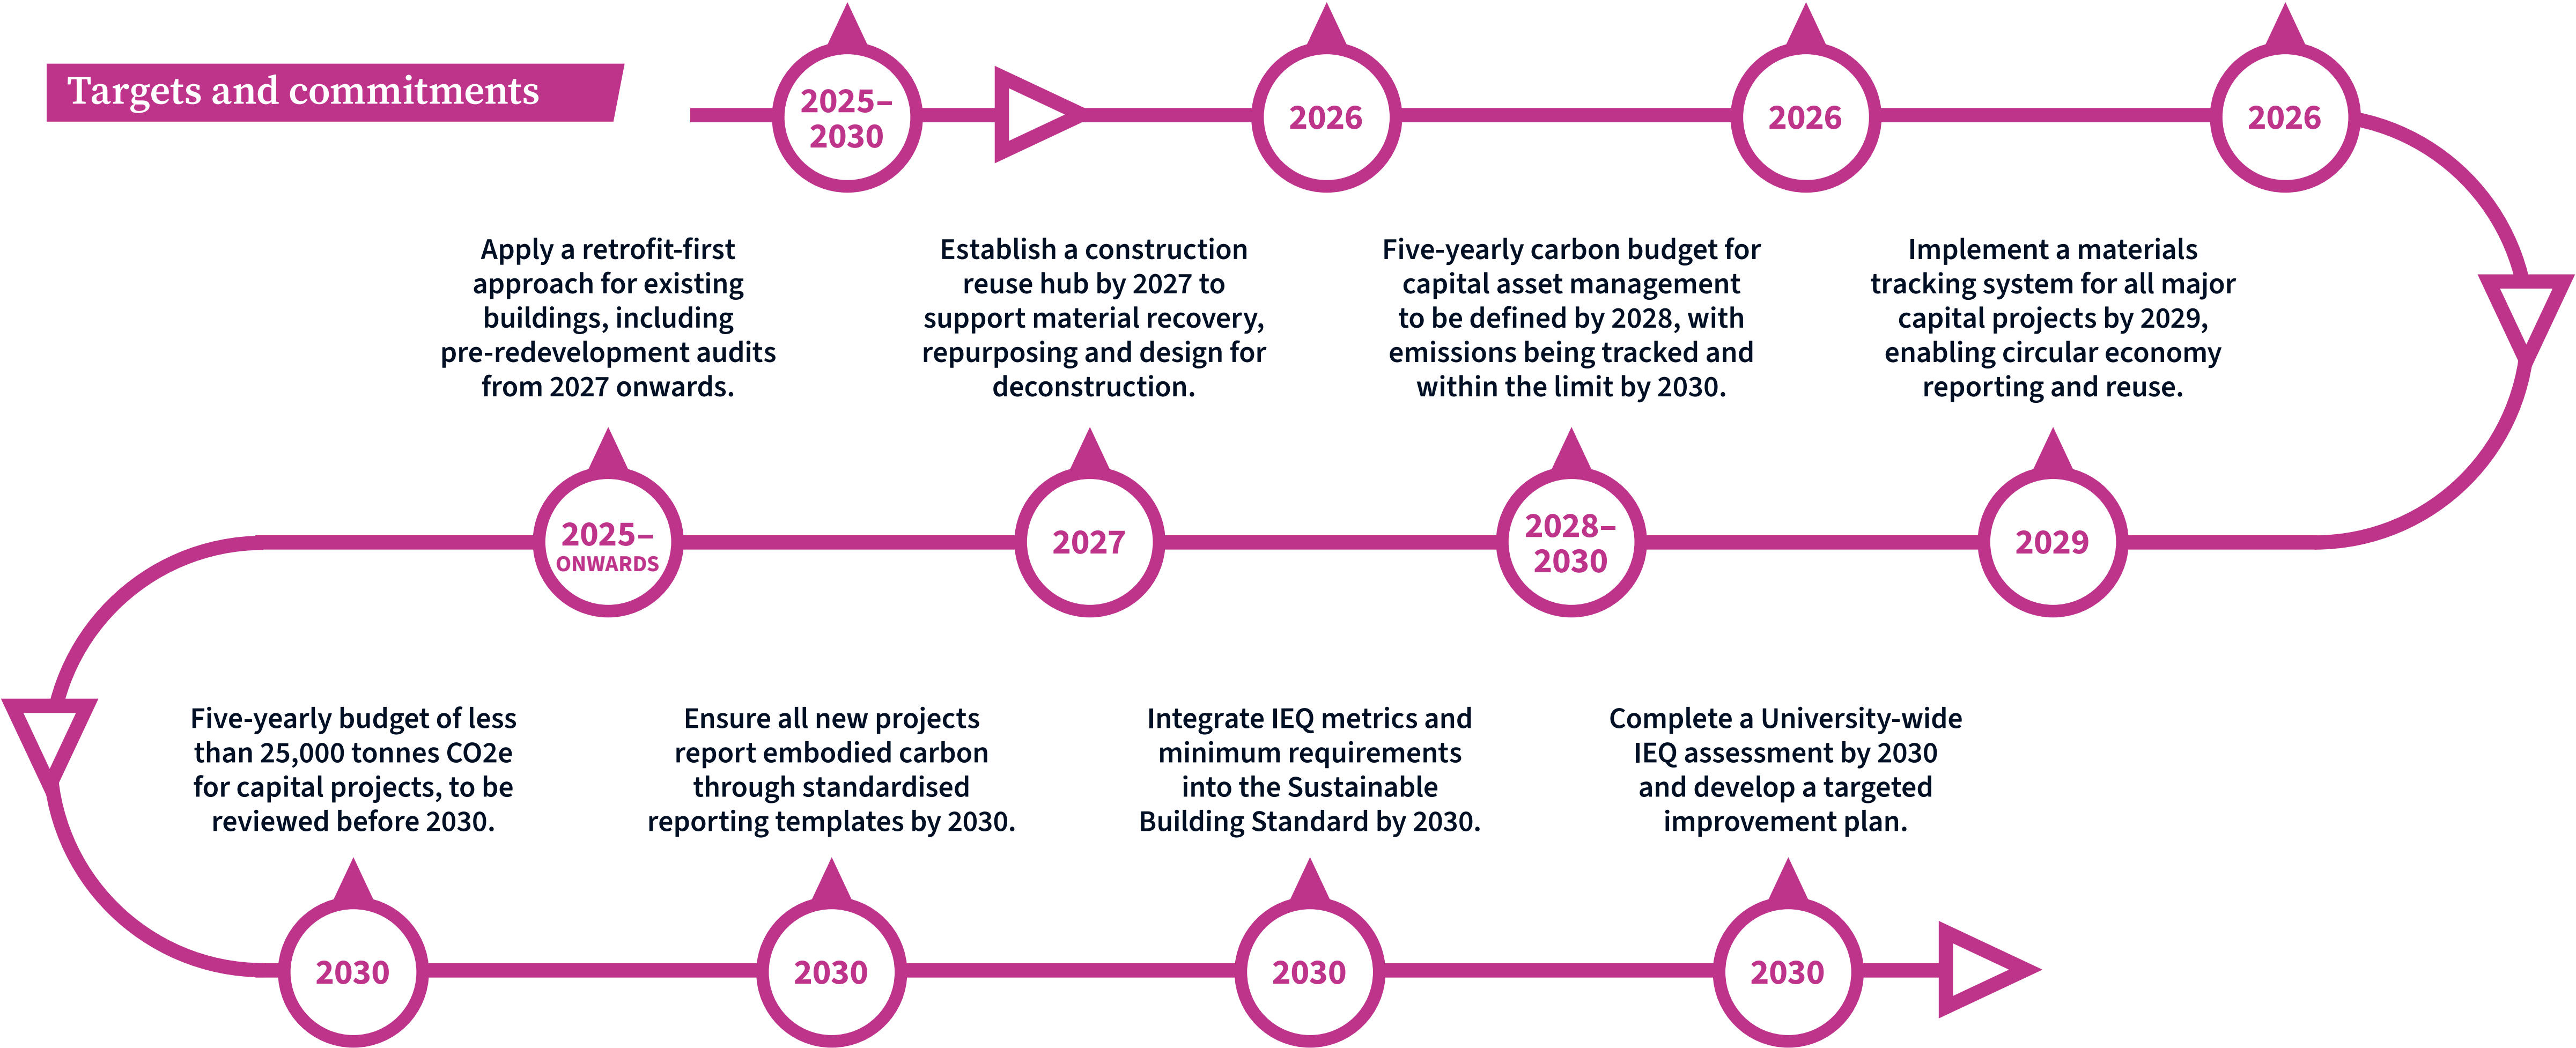 Targets and commitments
2025–
2030
2026
2026
2026
Apply a retrofit-first
approach for existing
buildings, including
pre-redevelopment audits
from 2027 onwards.
Establish a construction
reuse hub by 2027 to
support material recovery,
repurposing and design for
deconstruction.
Five-yearly carbon budget for
capital asset management
to be defined by 2028, with
emissions being tracked and
within the limit by 2030.
Implement a materials
tracking system for all major
capital projects by 2029,
enabling circular economy
reporting and reuse.
2025–
ONWARDS
2027
2028–
2030
2029
Five-yearly budget of less
than 25,000 tonnes CO2e
for capital projects, to be
reviewed before 2030.
Ensure all new projects
report embodied carbon
through standardised
reporting templates by 2030.
Integrate IEQ metrics and
minimum requirements
into the Sustainable
Building Standard by 2030.
Complete a University-wide
IEQ assessment by 2030
and develop a targeted
improvement plan.
2030
2030
2030
2030